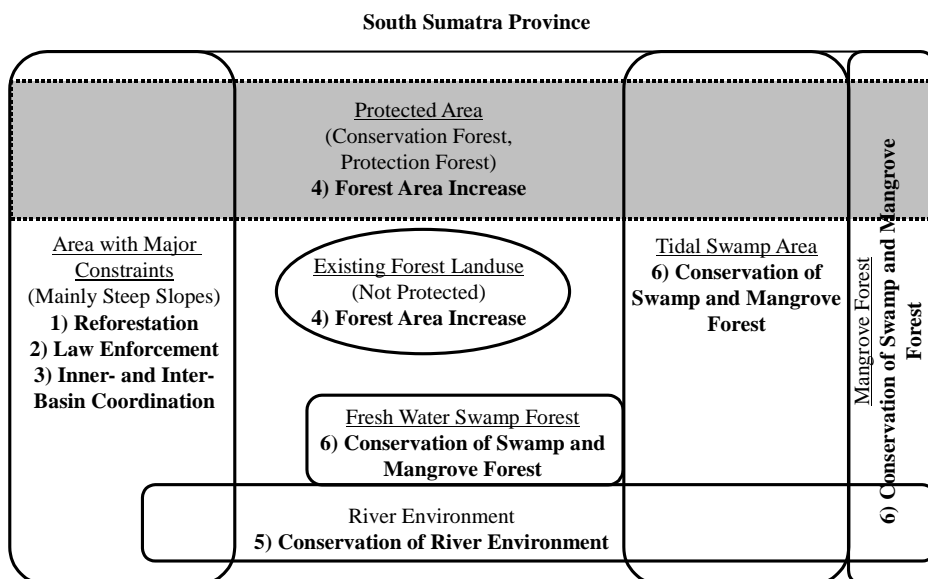 South Sumatra Province
Protected Area
(Conservation Forest,
Protection Forest)
4) Forest Area Increase
Area with Major
Constraints
(Mainly Steep Slopes)
1) Reforestation
2) Law Enforcement
3) Inner- and Inter-
Basin Coordination
Existing Forest Landuse
(Not Protected)
4) Forest Area Increase
Tidal Swamp Area
6) Conservation of
Swamp and Mangrove
Forest
Mangrove Forest
6) Conservation of Swamp and Mangrove
Forest
Fresh Water Swamp Forest
6) Conservation of Swamp and
Mangrove Forest
River Environment
5) Conservation of River Environment